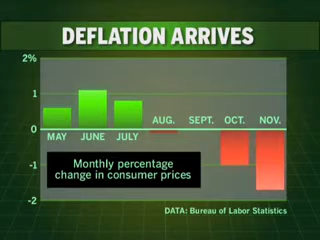 DEFLATION ARRIVES
2%
1
0
-1
-2
MAY JUNE JULY AUG. SEPT. OCT. NOV.
Monthly percentage
change in consumer prices
DATA: Bureau of Labor Statistics